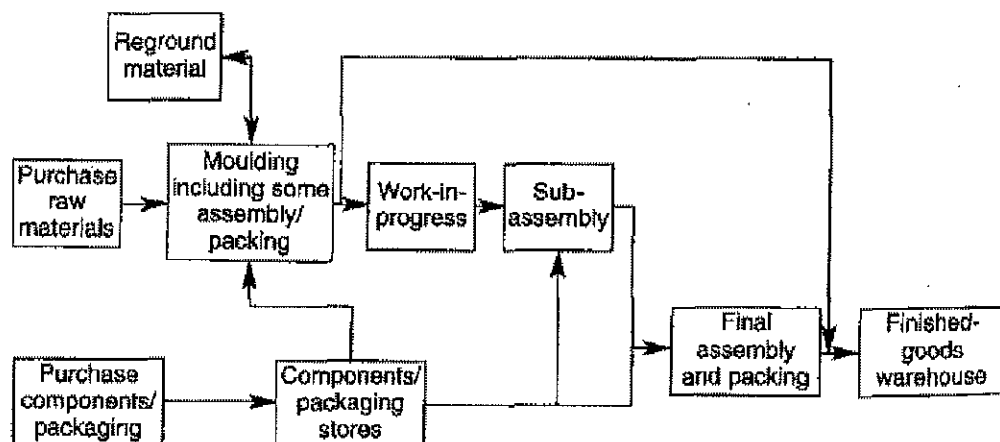 Reground
material
Purchase
raw
materials
Moulding
including some
assembly/
packing
Work-in-
progress
Sub-
assembly
Final
assembly
and packing
Finished-
goods
warehouse
Purchase
components/
packaging
Components/
packaging
stores